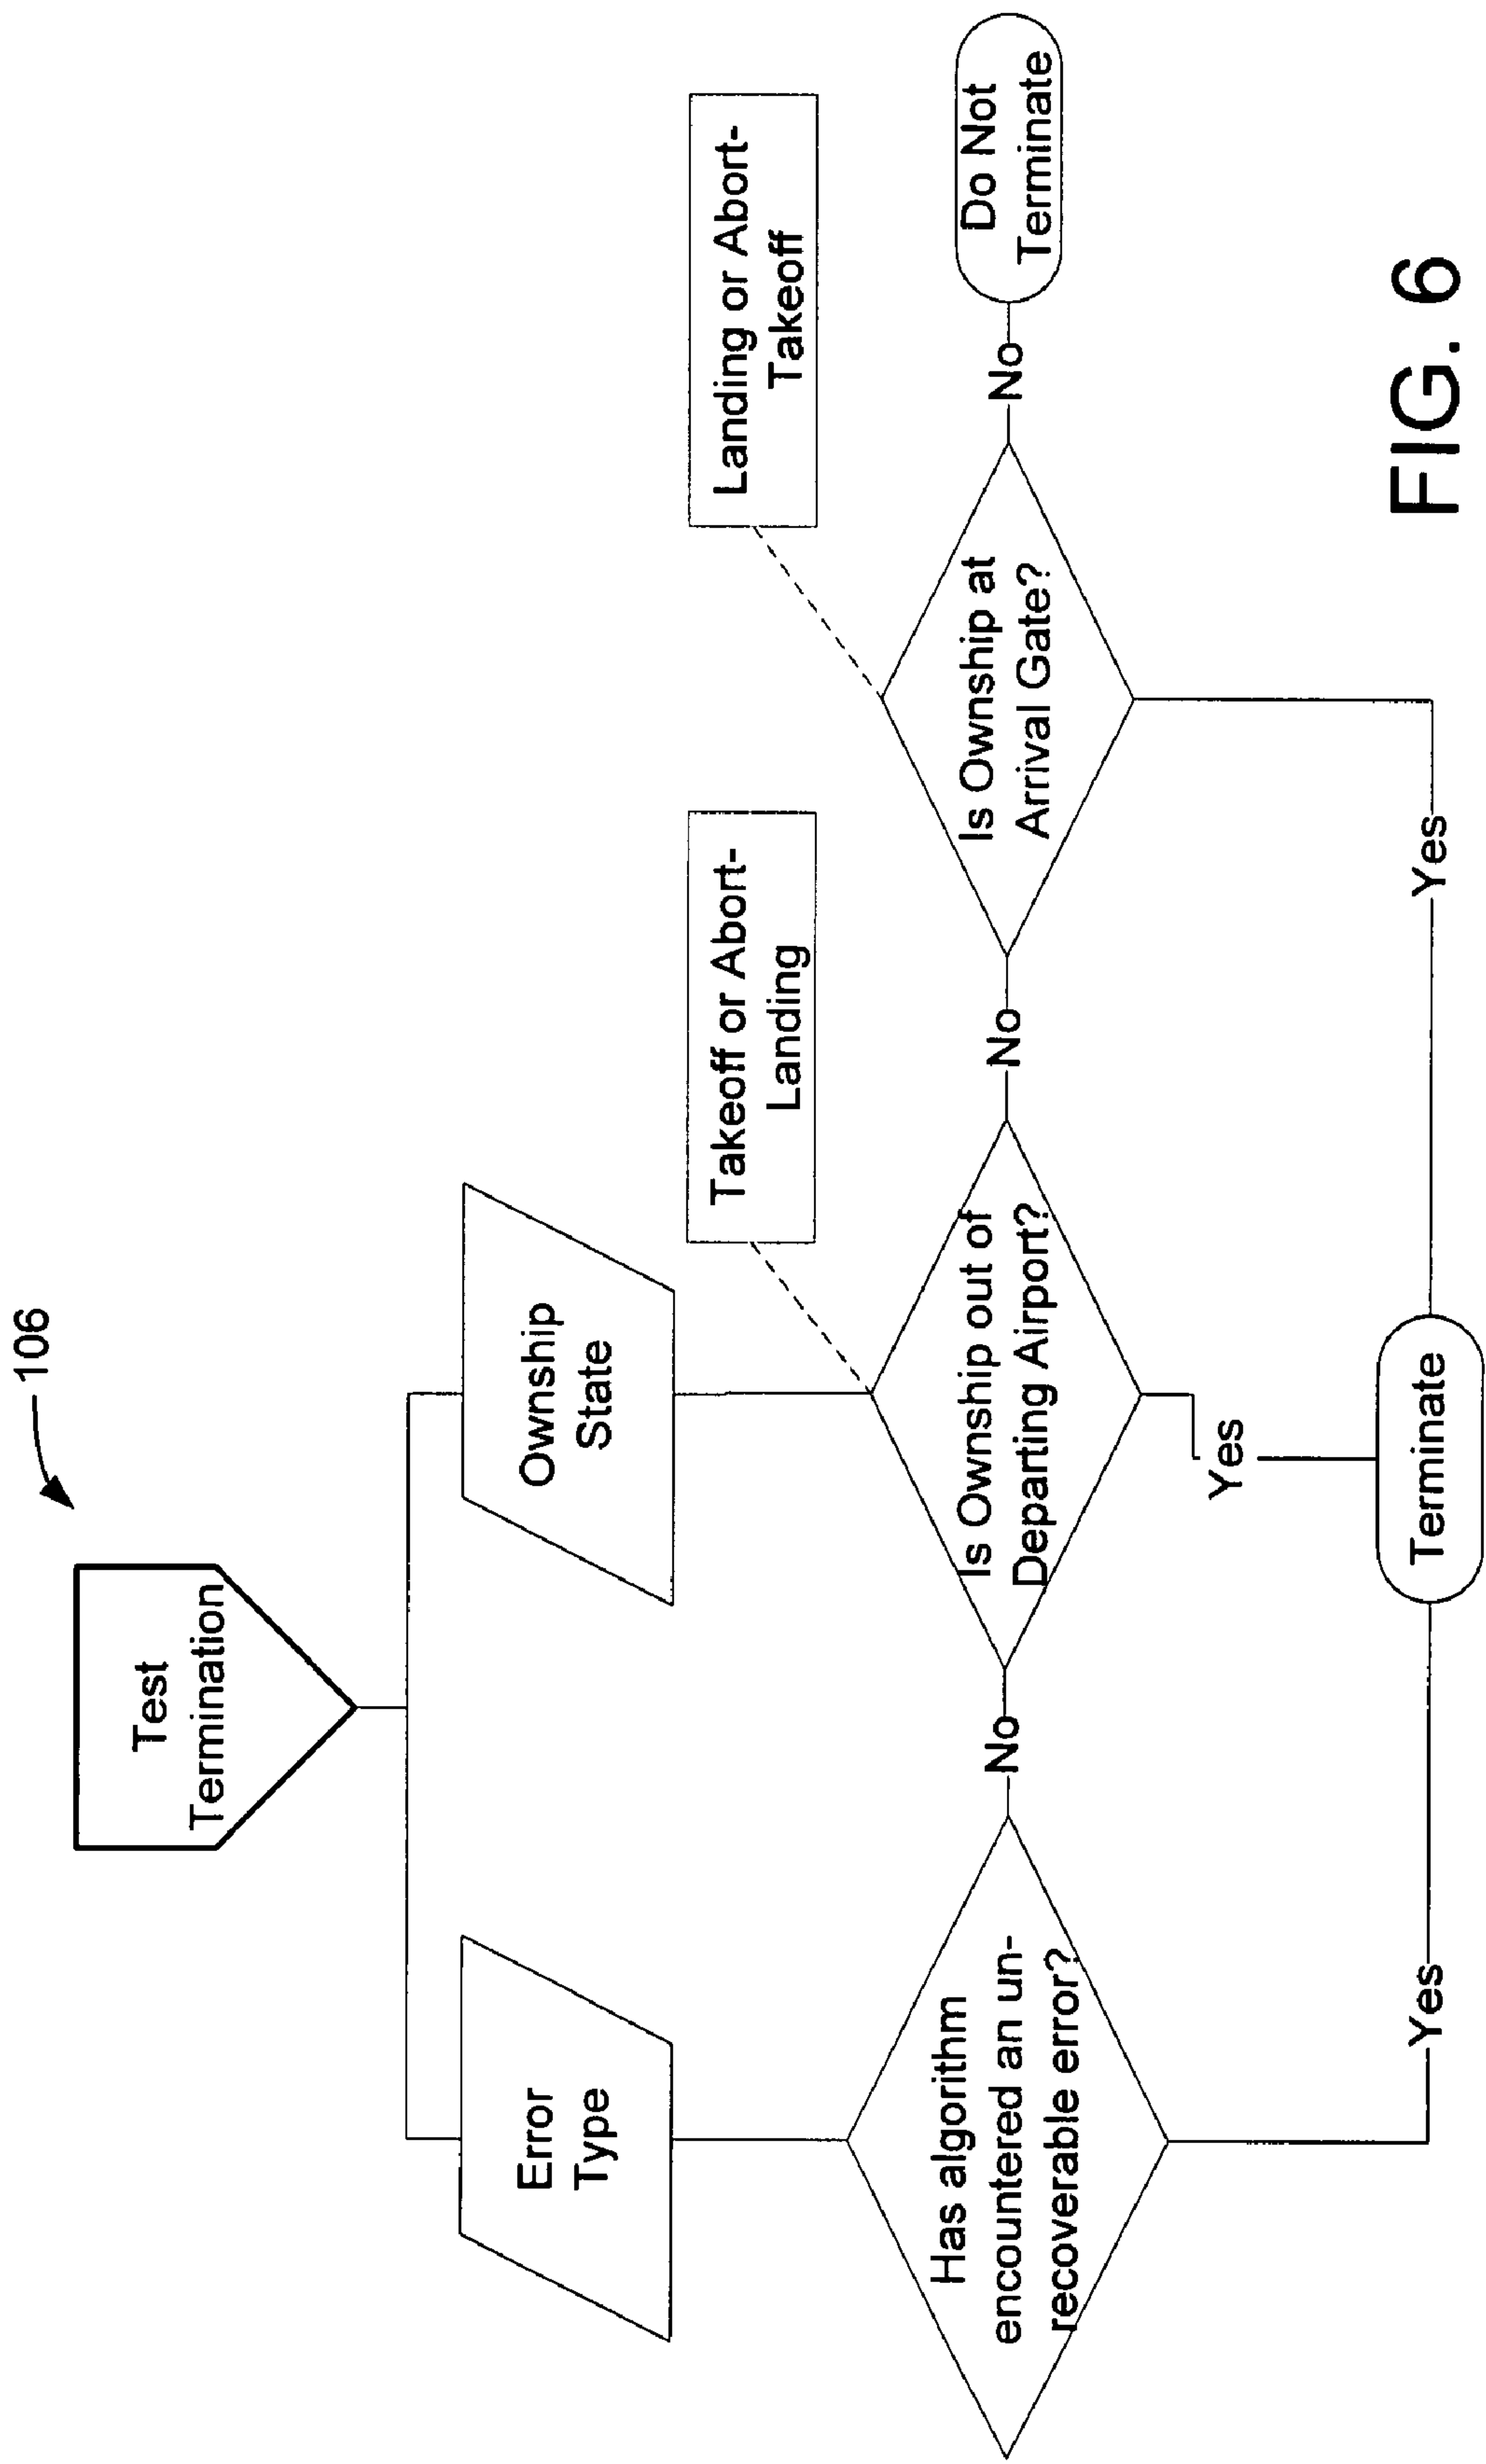 106
Test
Termination
Error
Type
Ownship
State
Takeoff or Abort-
Landing
Landing or Abort-
Takeoff
Has algorithm
encountered an un-
recoverable error?
No
Is Ownship out of
Departing Airport?
No
Is Ownship at
Arrival Gate?
No
Do Not
Terminate
Yes
Yes
Yes
Terminate
FIG. 6